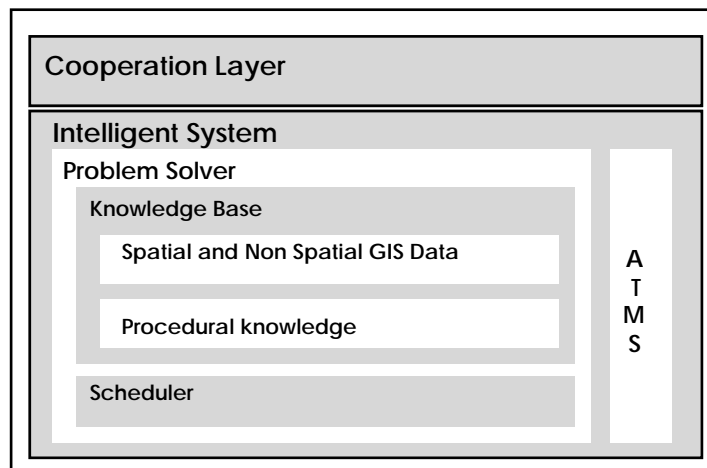 Cooperation Layer
Intelligent System
Problem Solver
Knowledge Base
Spatial and Non Spatial GIS Data
Procedural knowledge
Scheduler
A
T
M
S